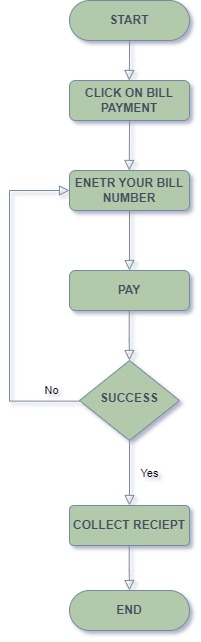 START
CLICK ON BILL
PAYMENT
ENETR YOUR BILL
NUMBER
PAY
SUCCESS
No
Yes
COLLECT RECIEPT
END